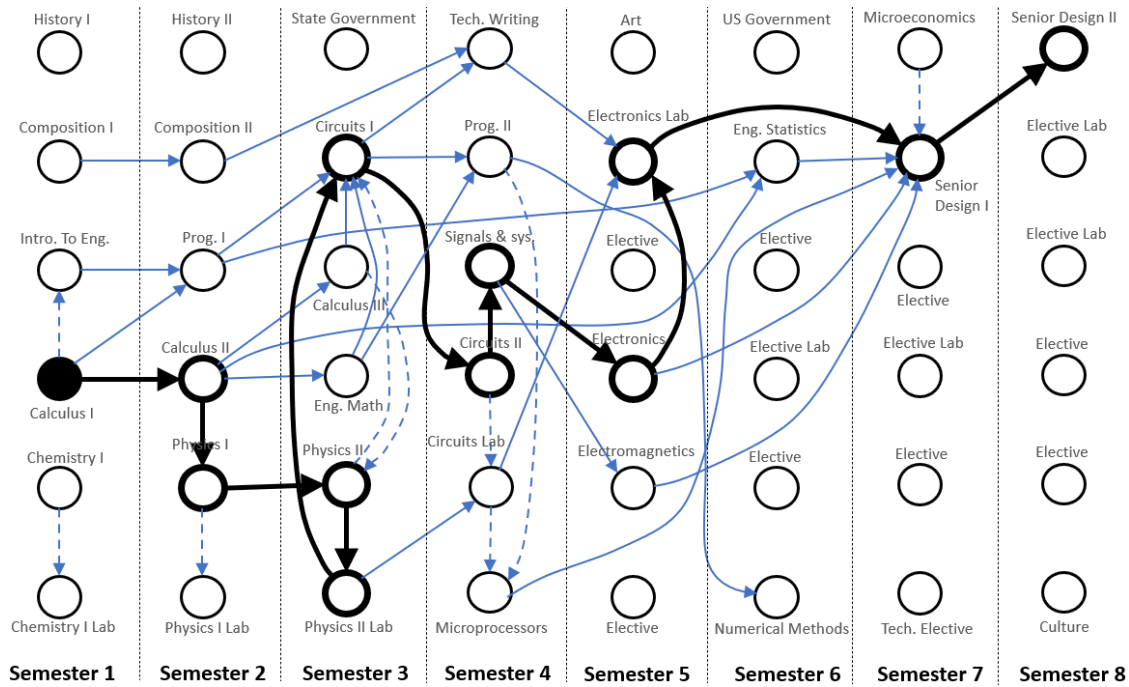 History I
History II
State Government
Tech. Writing
Art
US Government
Microeconomics
Senior Design II
Composition I
Composition II
Circuits I
Prog. II
Electronics Lab
Eng. Statistics
Senior
Design I
Elective Lab
Intro. To Eng.
Prog. I
Calculus III
Signals & sys.
Elective
Elective
Elective
Elective Lab
Calculus I
Calculus II
Eng. Math
Circuits II
Electronics
Elective Lab
Elective Lab
Elective
Chemistry I
Physics I
Physics II
Circuits Lab
Electromagnetics
Elective
Elective
Elective
Chemistry I Lab
Physics I Lab
Physics II Lab
Microprocessors
Elective
Numerical Methods
Tech. Elective
Culture
Semester 1
Semester 2
Semester 3
Semester 4
Semester 5
Semester 6
Semester 7
Semester 8